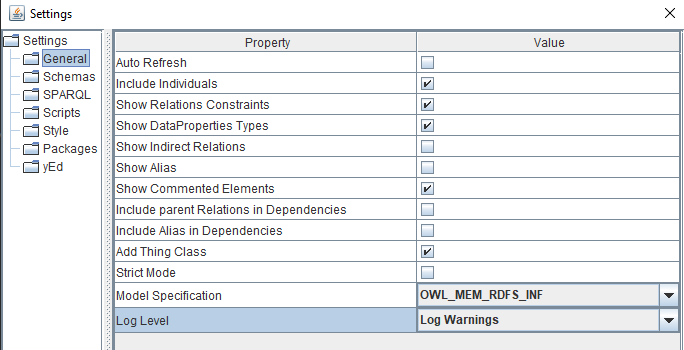 Settings
Settings
General
Schemas
SPARQL
Scripts
Style
Packages
yEd
Property Value
Auto Refresh
Include Individuals
Show Relations Constraints
Show DataProperties Types
Show Indirect Relations
Show Alias
Show Commented Elements
Include parent Relations in Dependencies
Include Alias in Dependencies
Add Thing Class
Strict Mode
Model Specification OWL_MEM_RDFS_INF
Log Level Log Warnings